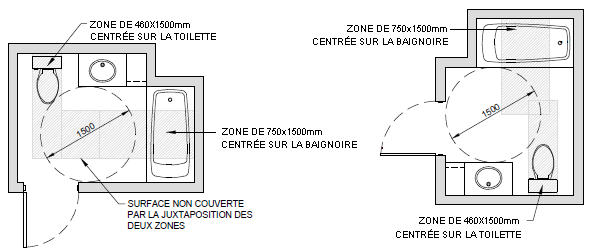 ZONE DE 460X1500mm
CENTRÉE SUR LA TOILETTE
1500
ZONE DE 750x1500mm
CENTRÉE SUR LA BAIGNOIRE
SURFACE NON COUVERTE
PAR LA JUXTAPOSITION DES
DEUX ZONES
ZONE DE 750x1500mm
CENTRÉE SUR LA BAIGNOIRE
1500
ZONE DE 460X1500mm
CENTRÉE SUR LA TOILETTE